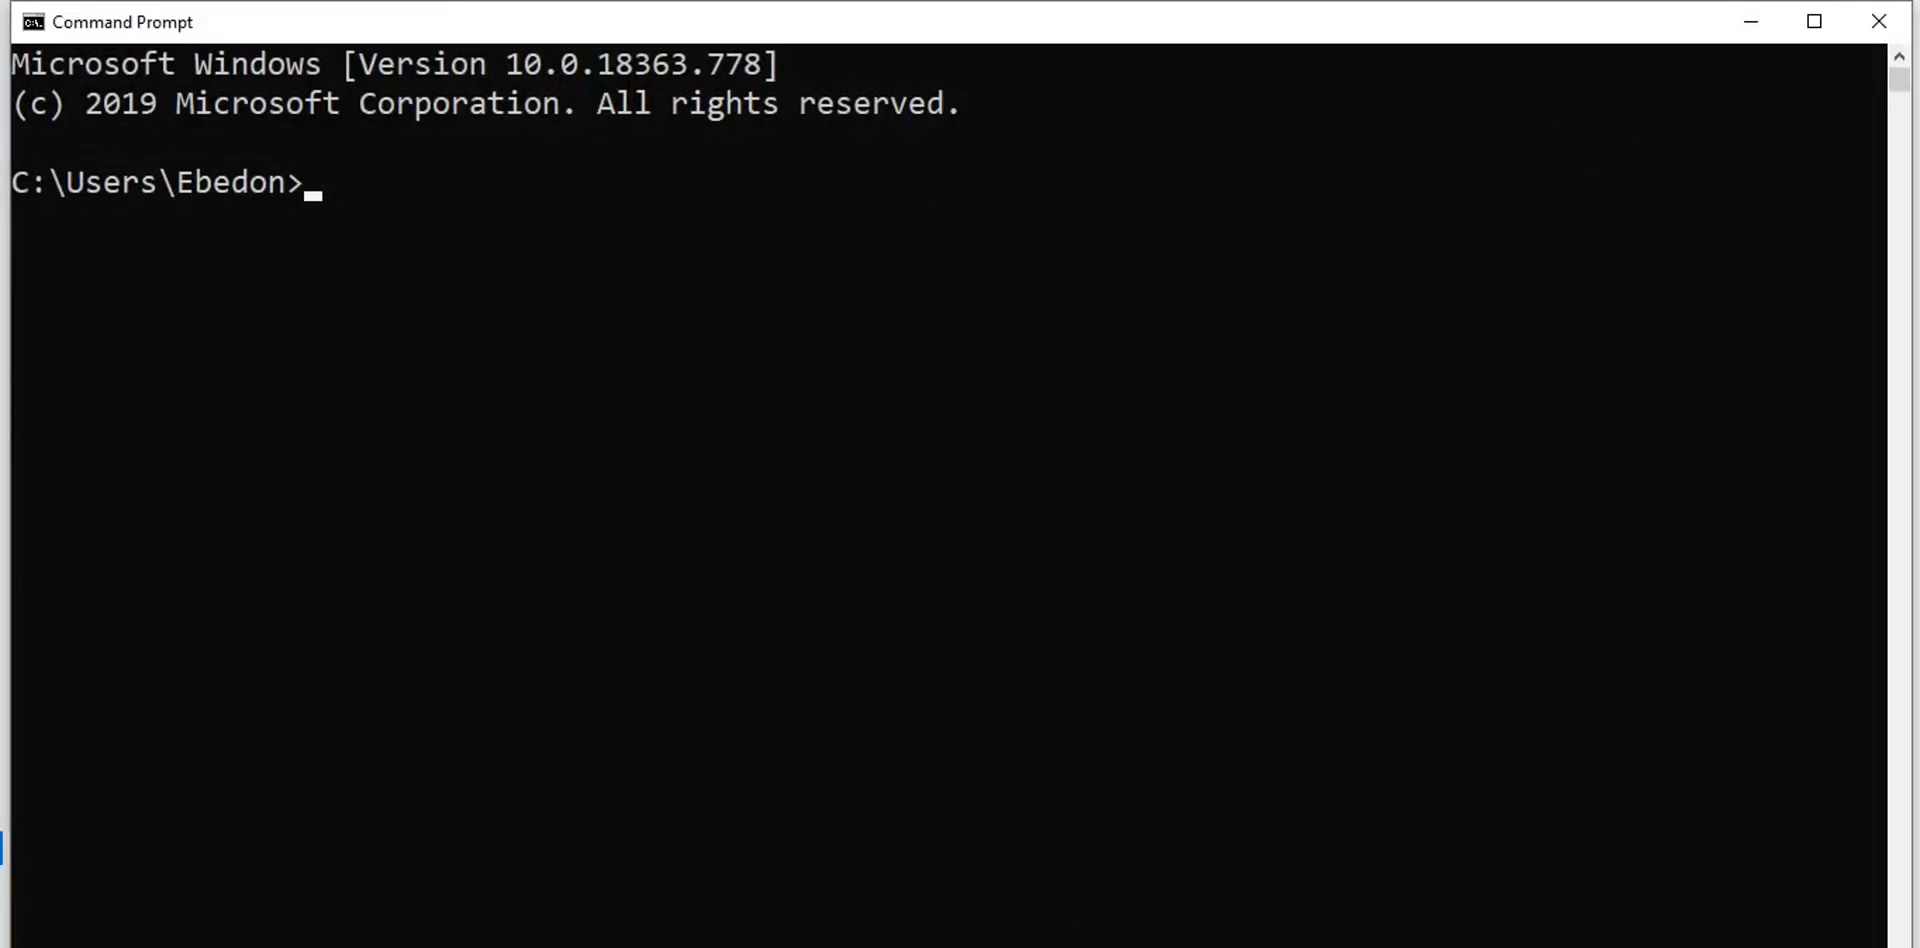 Command Prompt
Microsoft Windows [Version 10.0.18363.778]
(c) 2019 Microsoft Corporation. All rights reserved.
C:\Users\Ebedon>